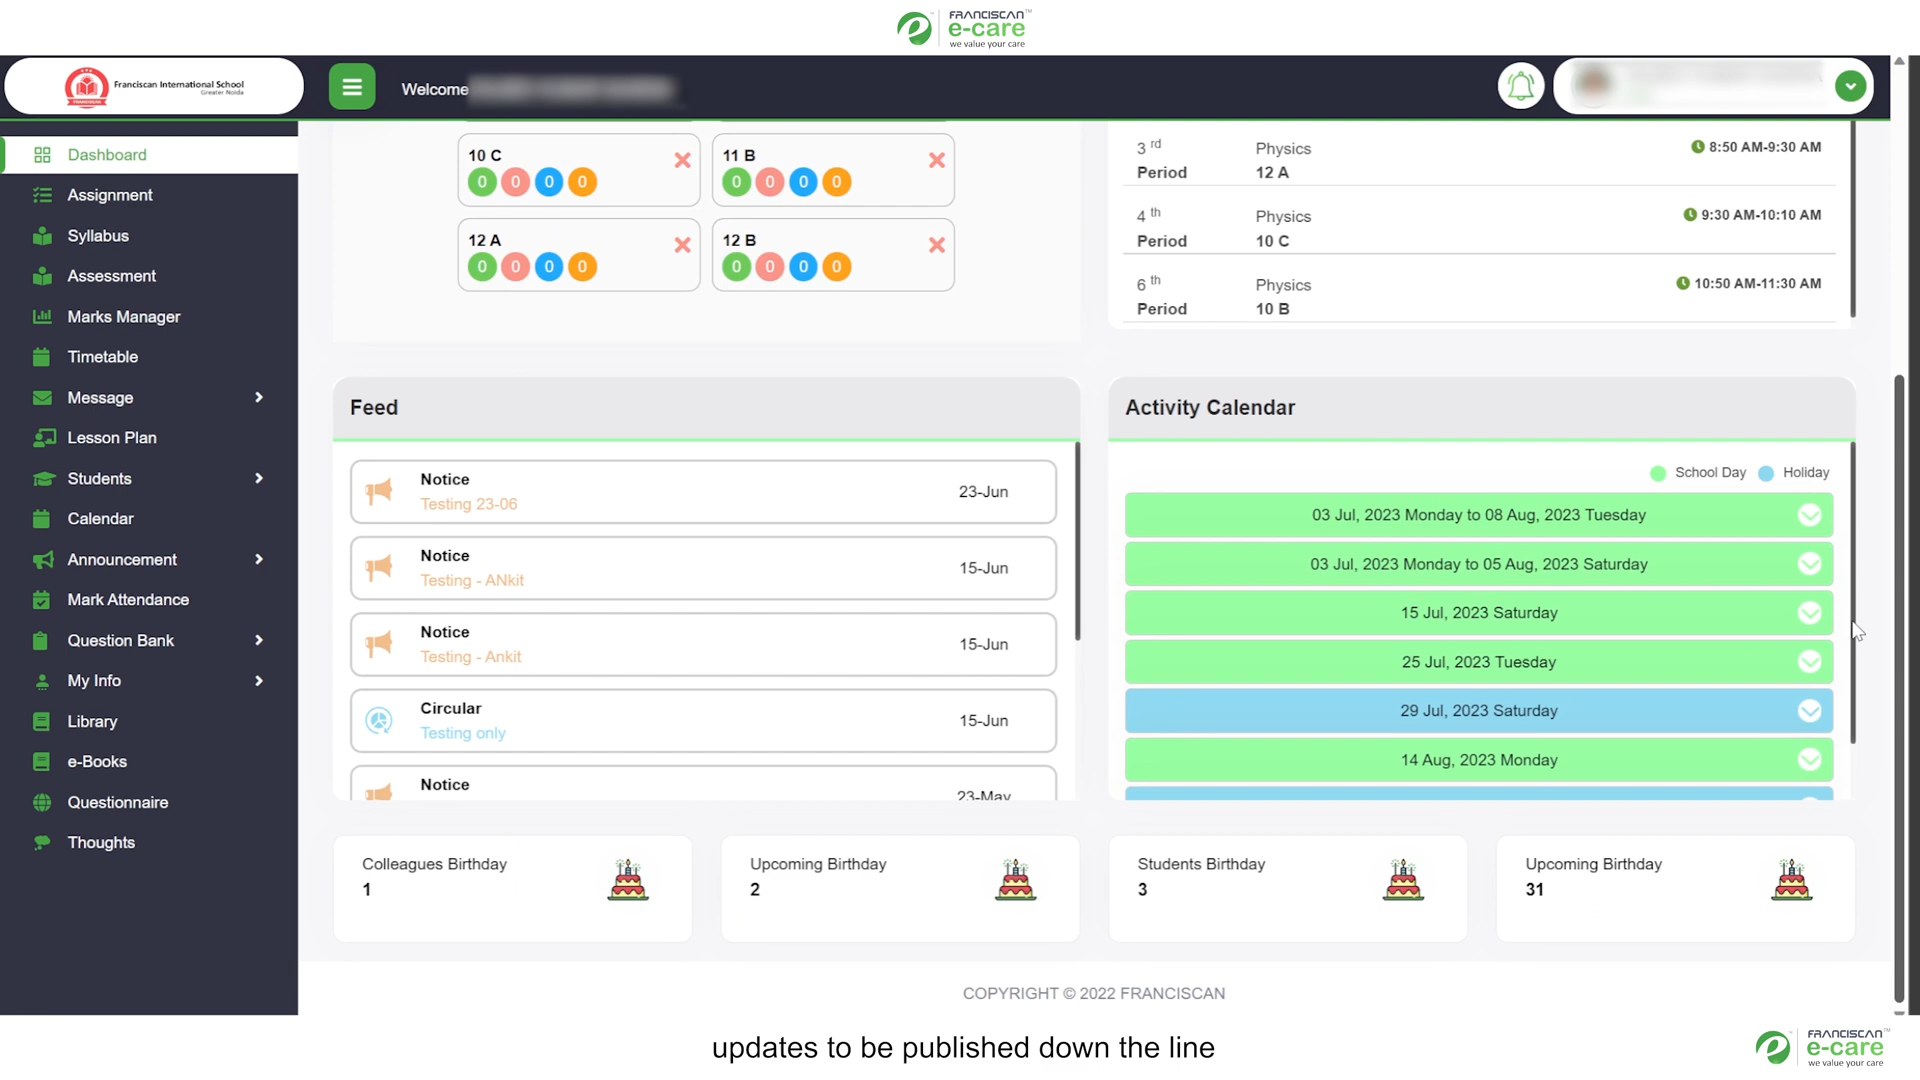 FRANCISCAN™
e-care
we value your care
Franciscan International School
Greater Noida
Welcome
Dashboard
Assignment
Syllabus
Assessment
Marks Manager
Timetable
Message
Lesson Plan
Students
Calendar
Announcement
Mark Attendance
Question Bank
My Info
Library
e-Books
Questionnaire
Thoughts
10 C
0 0 0 0
11 B
0 0 0 0
12 A
0 0 0 0
12 B
0 0 0 0
3 rd Period
Physics
12 A
8:50 AM-9:30 AM
4 th Period
Physics
10 C
9:30 AM-10:10 AM
6 th Period
Physics
10 B
10:50 AM-11:30 AM
Feed
Notice
Testing 23-06
23-Jun
Notice
Testing - ANkit
15-Jun
Notice
Testing - Ankit
15-Jun
Circular
Testing only
15-Jun
Notice
23-May
Activity Calendar
School Day
Holiday
03 Jul, 2023 Monday to 08 Aug, 2023 Tuesday
03 Jul, 2023 Monday to 05 Aug, 2023 Saturday
15 Jul, 2023 Saturday
25 Jul, 2023 Tuesday
29 Jul, 2023 Saturday
14 Aug, 2023 Monday
Colleagues Birthday
1
Upcoming Birthday
2
Students Birthday
3
Upcoming Birthday
31
COPYRIGHT © 2022 FRANCISCAN
updates to be published down the line
FRANCISCAN™
e-care
we value your care